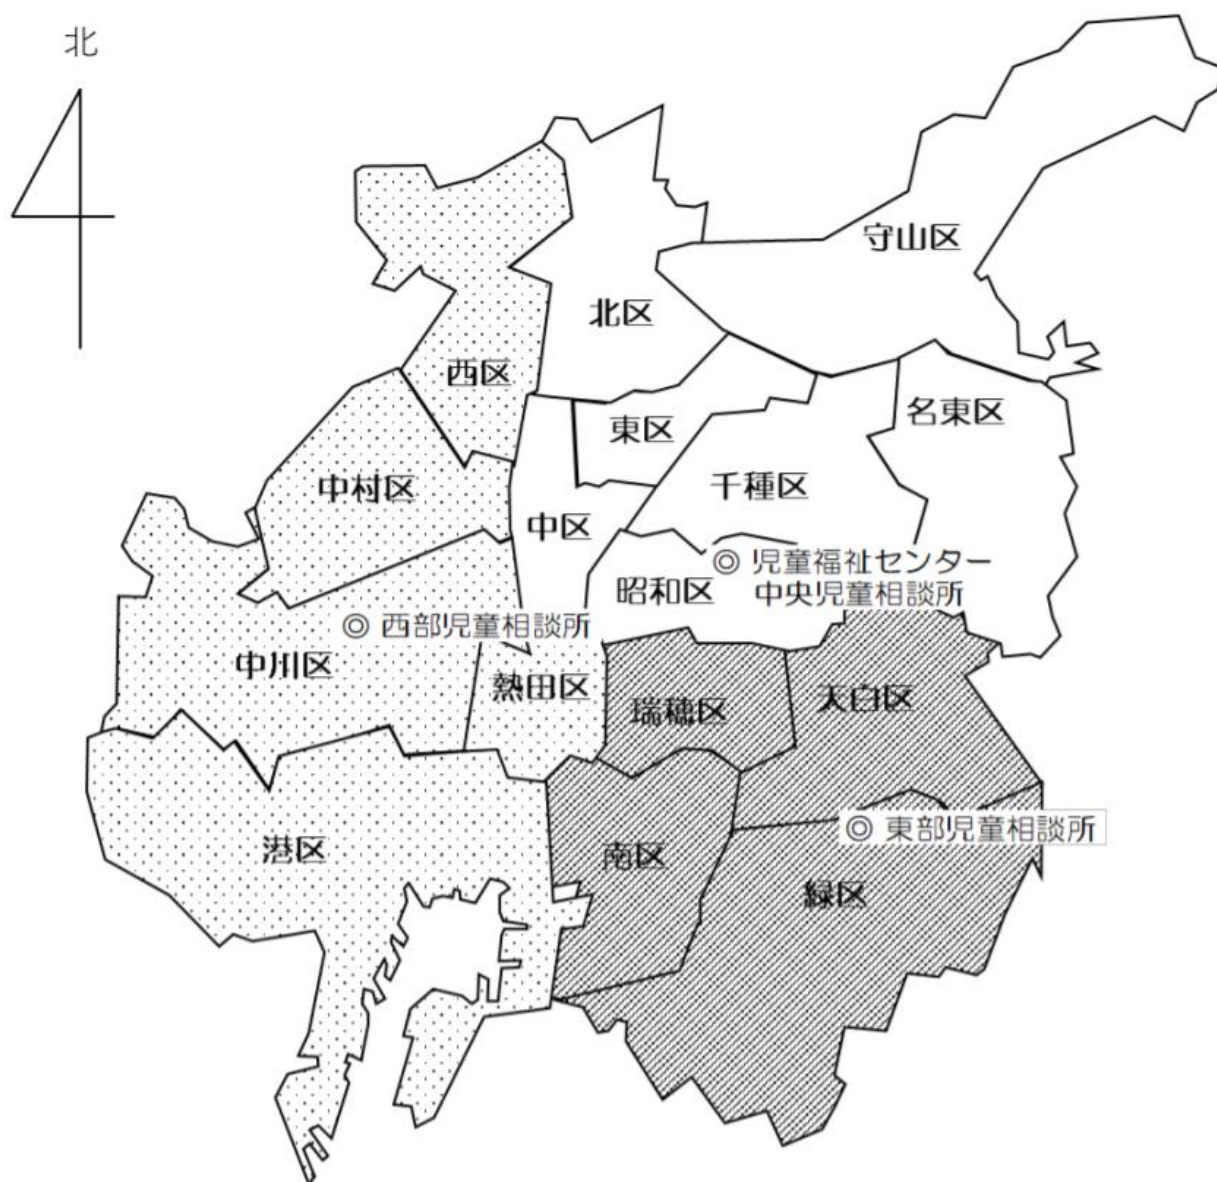 北
守山区
北区
西区
名東区
東区
千種区
中村区
中区
◎ 児童福祉センター
中央児童相談所
昭和区
◎ 西部児童相談所
中川区
熱田区
瑞穂区
天白区
◎ 東部児童相談所
港区
南区
緑区